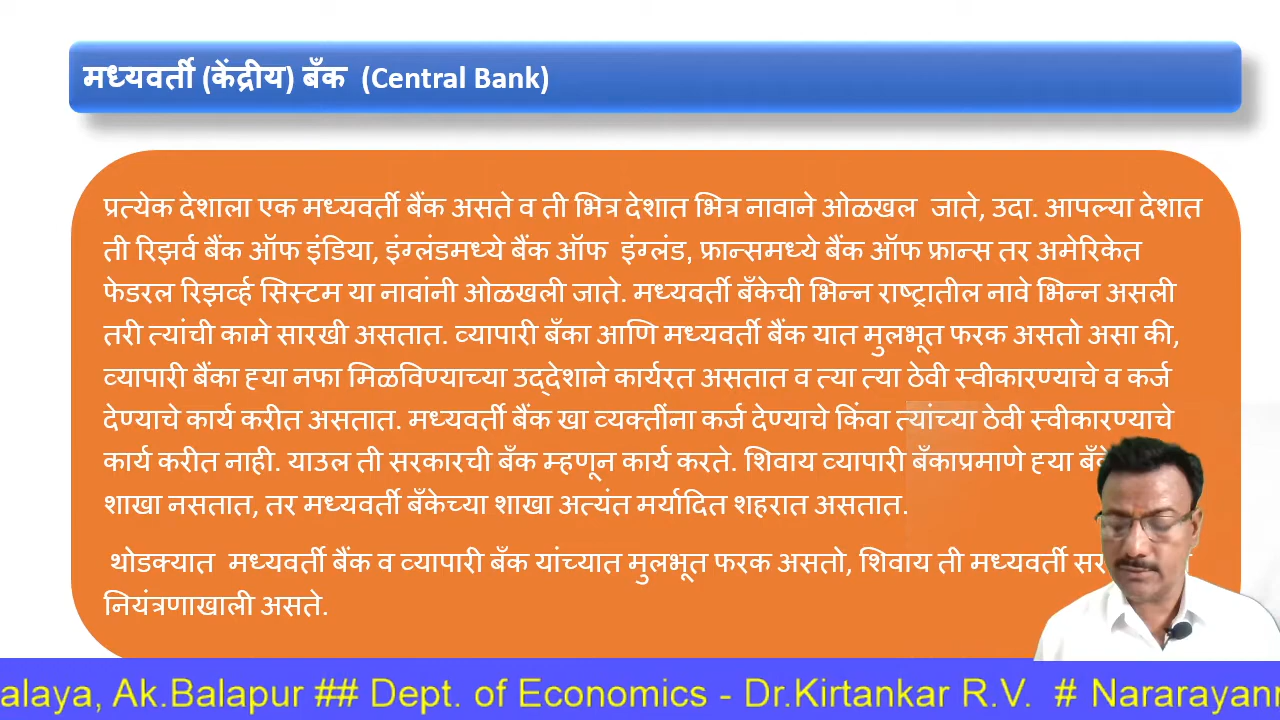 मध्यवर्ती (केंद्रीय) बँक (Central Bank)
प्रत्येक देशाला एक मध्यवर्ती बैंक असते व ती भित्र देशात भित्र नावाने ओळखल जाते, उदा. आपल्या देशात
ती रिझर्व बैंक ऑफ इंडिया, इंग्लंडमध्ये बैंक ऑफ इंग्लंड, फ्रान्समध्ये बैंक ऑफ फ्रान्स तर अमेरिकेत
फेडरल रिझर्व्ह सिस्टम या नावांनी ओळखली जाते. मध्यवर्ती बँकेची भिन्न राष्ट्रातील नावे भिन्न असली
तरी त्यांची कामे सारखी असतात. व्यापारी बँका आणि मध्यवर्ती बैंक यात मुलभूत फरक असतो असा की,
व्यापारी बैंका ह्या नफा मिळविण्याच्या उद्देशाने कार्यरत असतात व त्या त्या ठेवी स्वीकारण्याचे व कर्ज
देण्याचे कार्य करीत असतात. मध्यवर्ती बैंक खा व्यक्तींना कर्ज देण्याचे किंवा त्यांच्या ठेवी स्वीकारण्याचे
कार्य करीत नाही. याउल ती सरकारची बँक म्हणून कार्य करते. शिवाय व्यापारी बँकाप्रमाणे ह्या
शाखा नसतात, तर मध्यवर्ती बँकेच्या शाखा अत्यंत मर्यादित शहरात असतात.
थोडक्यात मध्यवर्ती बैंक व व्यापारी बँक यांच्यात मुलभूत फरक असतो, शिवाय ती मध्यवर्ती
नियंत्रणाखाली असते.
alaya, Ak.Balapur ## Dept. of Economics - Dr.Kirtankar R.V. # Nararayanr